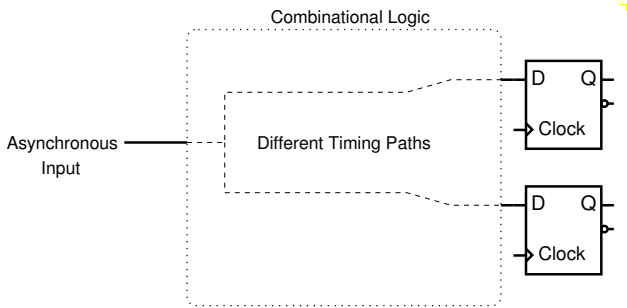 Combinational Logic
D Q
Clock
Asynchronous
Input
Different Timing Paths
D Q
Clock